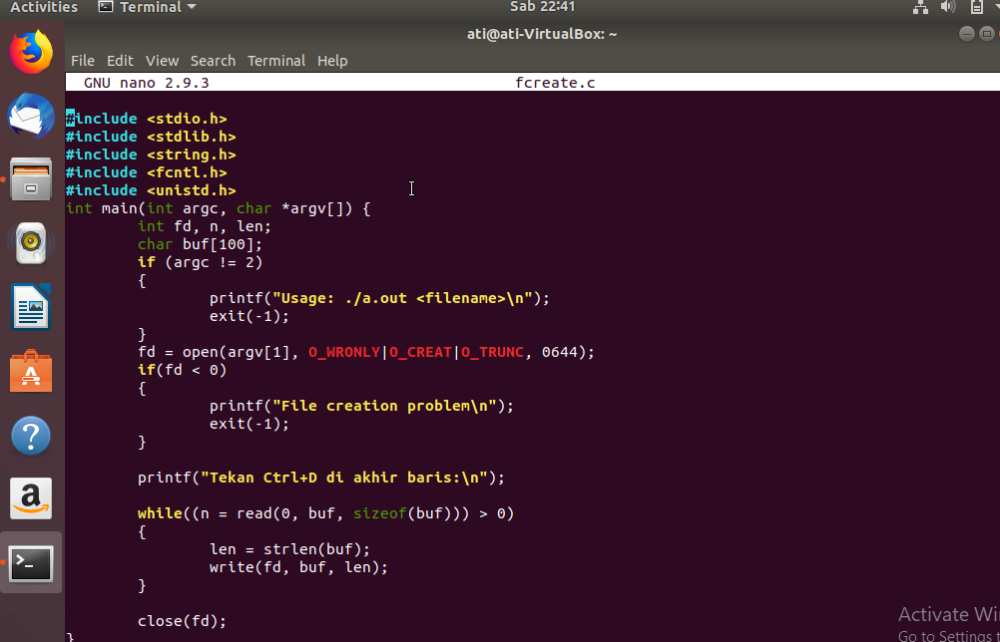 Activities Terminal Sab 22:41
ati@ati-VirtualBox: ~
File Edit View Search Terminal Help
GNU nano 2.9.3 fcreate.c
#include <stdio.h>
#include <stdlib.h>
#include <string.h>
#include <fcntl.h>
#include <unistd.h>
int main(int argc, char *argv[]) {
int fd, n, len;
char buf[100];
if (argc != 2)
{
printf("Usage: ./a.out <filename>\n");
exit(-1);
}
fd = open(argv[1], O_WRONLY|O_CREAT|O_TRUNC, 0644);
if(fd < 0)
{
printf("File creation problem\n");
exit(-1);
}
printf("Tekan Ctrl+D di akhir baris:\n");
while((n = read(0, buf, sizeof(buf))) > 0)
{
len = strlen(buf);
write(fd, buf, len);
}
close(fd);
}
Activate Wi
Go to Settings t